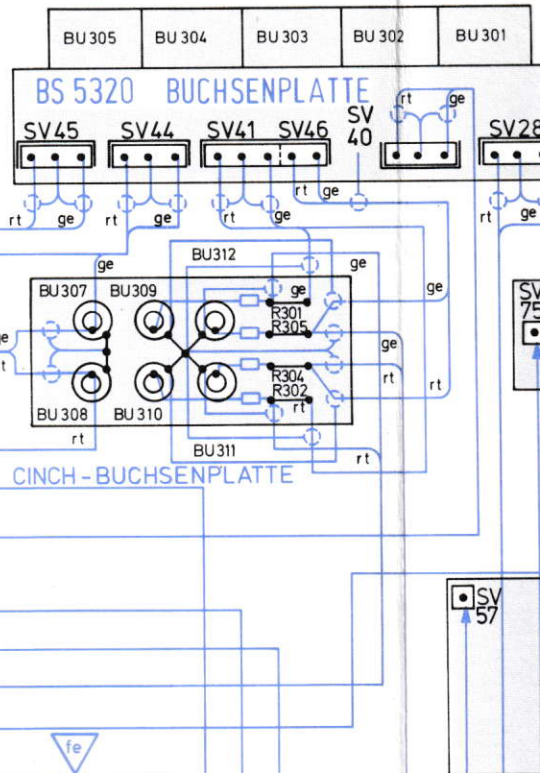 BU305 BU304 BU303 BU302 BU301
BS 5320 BUCHSENPLATTE
rt ge
SV45 SV44 SV41 SV46 SV 40 SV28
rt ge rt ge rt ge rt ge rt
ge
BU312
BU307 BU309 ge ge
R301
R305
ge ge
rt
R304
R302
rt rt rt
BU308 BU310
rt BU311 rt
CINCH-BUCHSENPLATTE
SV
75
SV
57
fe